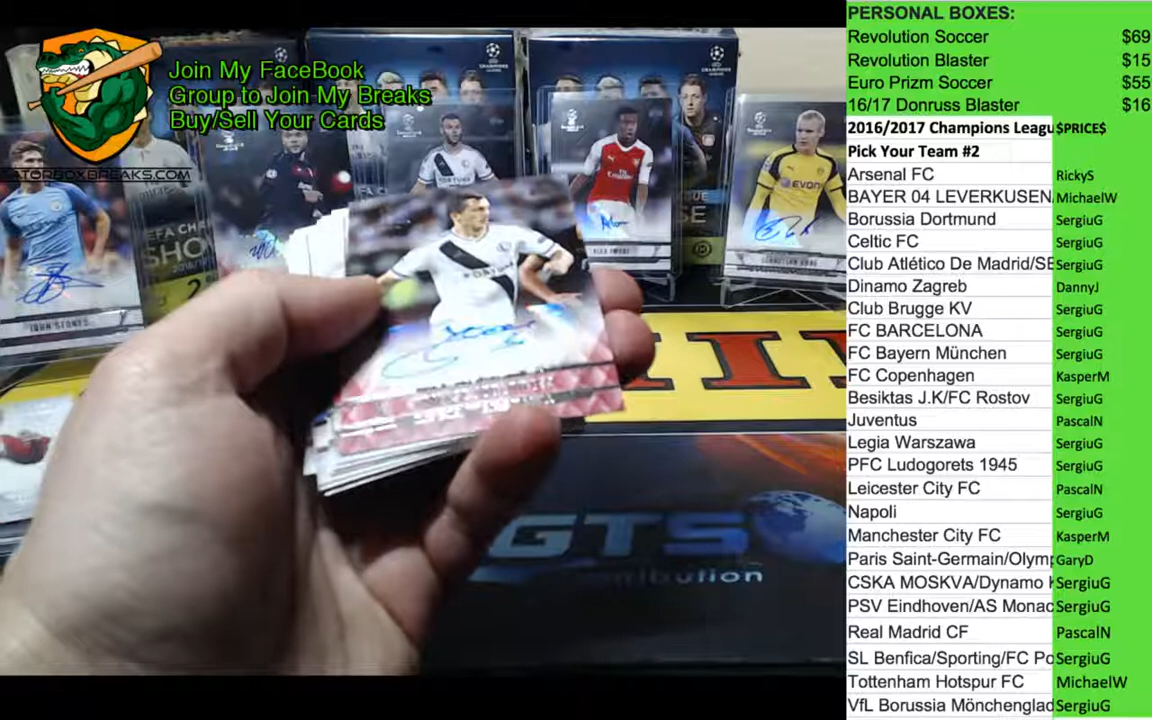 Join My FaceBook
Group to Join My Breaks
Buy/Sell Your Cards
ATORBOXBREAKS.COM
JOHN STONES
ALEX IWOBI
GTS
PERSONAL BOXES:
Revolution Soccer $69
Revolution Blaster $15
Euro Prizm Soccer $55
16/17 Donruss Blaster $16
2016/2017 Champions Leagu $PRICE$
Pick Your Team #2
Arsenal FC RickyS
BAYER 04 LEVERKUSEN MichaelW
Borussia Dortmund SergiuG
Celtic FC SergiuG
Club Atlético De Madrid/SE SergiuG
Dinamo Zagreb DannyJ
Club Brugge KV SergiuG
FC BARCELONA SergiuG
FC Bayern München SergiuG
FC Copenhagen KasperM
Besiktas J.K/FC Rostov SergiuG
Juventus PascalN
Legia Warszawa SergiuG
PFC Ludogorets 1945 SergiuG
Leicester City FC PascalN
Napoli SergiuG
Manchester City FC KasperM
Paris Saint-Germain/Olymp GaryD
CSKA MOSKVA/Dynamo SergiuG
PSV Eindhoven/AS Monac SergiuG
Real Madrid CF PascalN
SL Benfica/Sporting/FC Po SergiuG
Tottenham Hotspur FC MichaelW
VfL Borussia Mönchenglad SergiuG